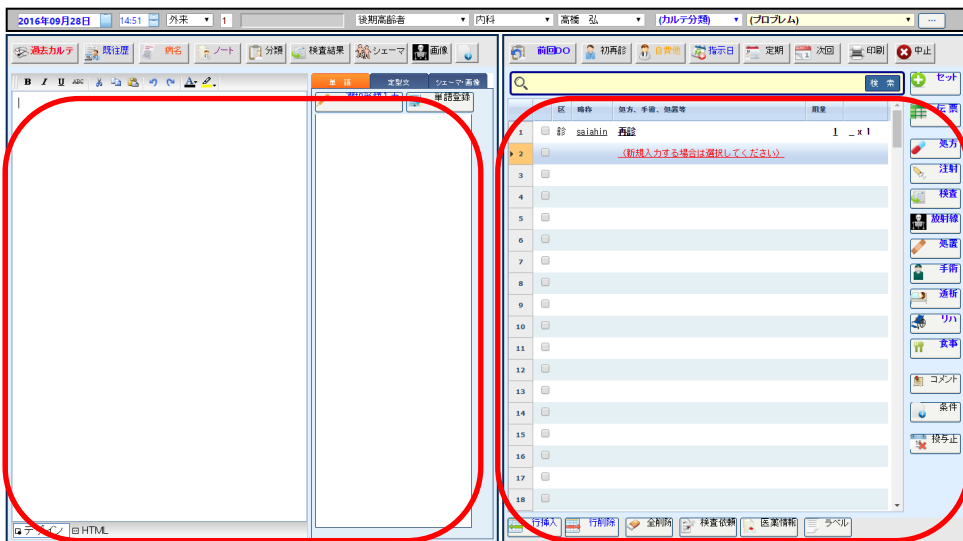 2016年09月28日 14:51 外来 1 後期高齢者 内科 高橋 弘 (カルテ分類) (プロブレム) ...
過去カルテ 既往歴 病名 ノート 分類 検査結果 シェーマ 画像
前回DO 初再診 自費他 指示日 定期 次回 印刷 中止
B I U ABC A
単語 定型文 シェーマ・画像
単語登録
検 索
セット
伝票
区 略称 処方、手術、処置等 用量
1 診 saishin 再診 1 _ x 1
2 (新規入力する場合は選択してください)
3
4
5
6
7
8
9
10
11
12
13
14
15
16
17
18
処方
注射
検査
放射線
処置
手術
透析
リハ
食事
コメント
条件
投与止
デザイン HTML
行挿入 行削除 全削除 検査依頼 医薬情報 ラベル